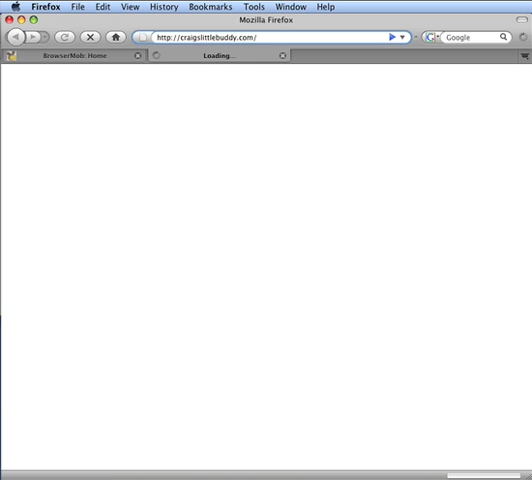 Firefox File Edit View History Bookmarks Tools Window Help
Mozilla Firefox
http://craigslittlebuddy.com/ G Google
BrowserMob: Home Loading...